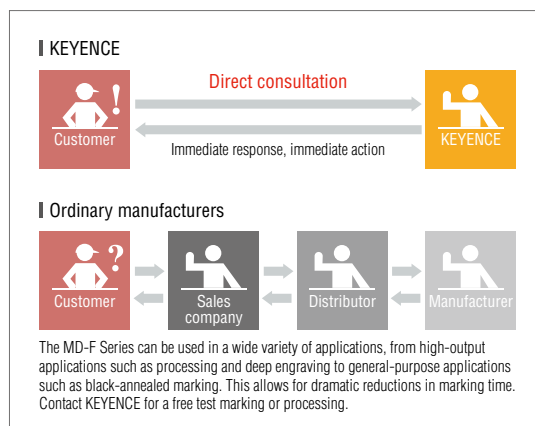 KEYENCE
!
Direct consultation
Customer
KEYENCE
Immediate response, immediate action
Ordinary manufacturers
?
Customer
Sales
company
Distributor
Manufacturer
The MD-F Series can be used in a wide variety of applications, from high-output
applications such as processing and deep engraving to general-purpose applications
such as black-annealed marking. This allows for dramatic reductions in marking time.
Contact KEYENCE for a free test marking or processing.